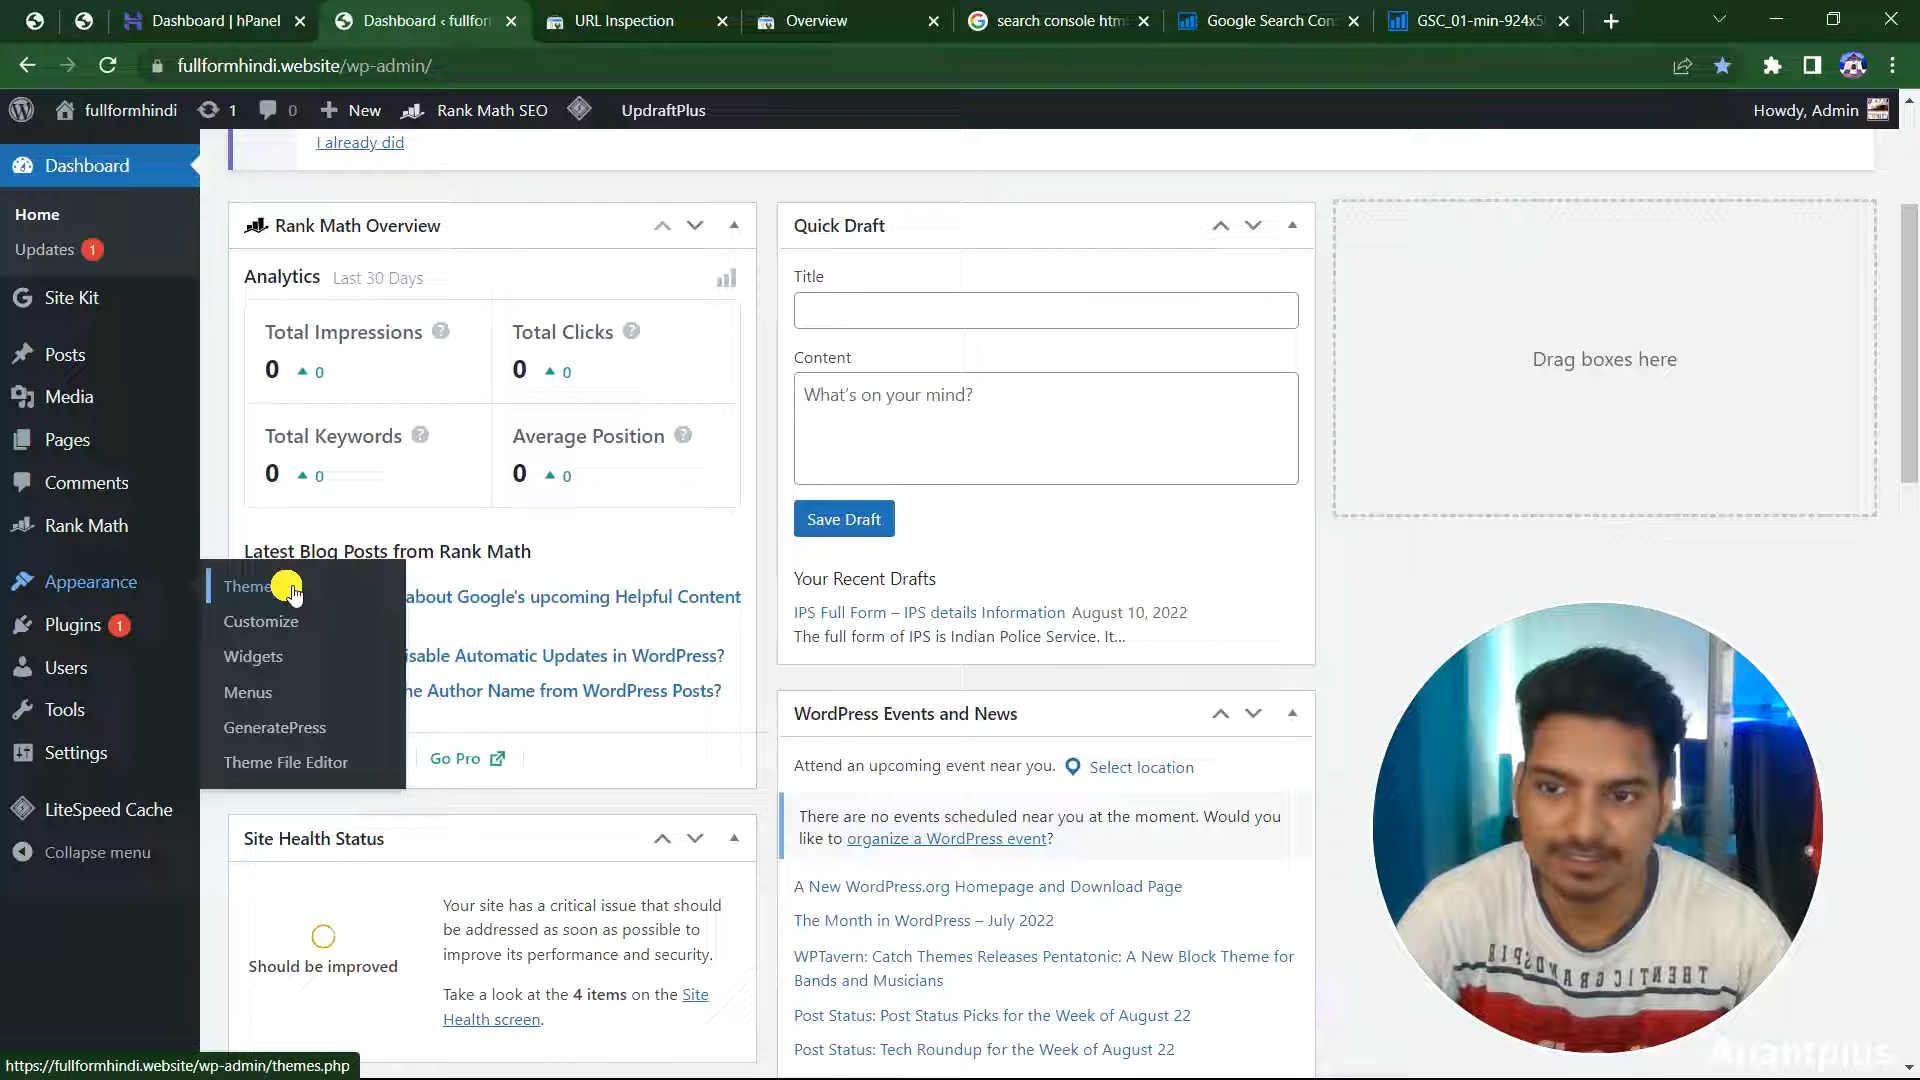 Dashboard | hPanel
Dashboard ‹ fullfor
URL Inspection
Overview
search console htm
Google Search Con
GSC_01-min-924x5
fullformhindi.website/wp-admin/
fullformhindi
1
0
New
Rank Math SEO
UpdraftPlus
Howdy, Admin
I already did
Dashboard
Home
Updates 1
Site Kit
Posts
Media
Pages
Comments
Rank Math
Appearance
Plugins 1
Users
Tools
Settings
LiteSpeed Cache
Collapse menu
Theme
Customize
Widgets
Menus
GeneratePress
Theme File Editor
Rank Math Overview
Analytics Last 30 Days
Total Impressions ?
0 0
Total Clicks ?
0 0
Total Keywords ?
0 0
Average Position ?
0 0
Latest Blog Posts from Rank Math
about Google's upcoming Helpful Content
isable Automatic Updates in WordPress?
he Author Name from WordPress Posts?
Go Pro
Site Health Status
Should be improved
Your site has a critical issue that should
be addressed as soon as possible to
improve its performance and security.
Take a look at the 4 items on the Site
Health screen.
Quick Draft
Title
Content
What's on your mind?
Save Draft
Your Recent Drafts
IPS Full Form – IPS details Information August 10, 2022
The full form of IPS is Indian Police Service. It...
WordPress Events and News
Attend an upcoming event near you. Select location
There are no events scheduled near you at the moment. Would you
like to organize a WordPress event?
A New WordPress.org Homepage and Download Page
The Month in WordPress – July 2022
WPTavern: Catch Themes Releases Pentatonic: A New Block Theme for
Bands and Musicians
Post Status: Post Status Picks for the Week of August 22
Post Status: Tech Roundup for the Week of August 22
Drag boxes here
Anantplus
https://fullformhindi.website/wp-admin/themes.php